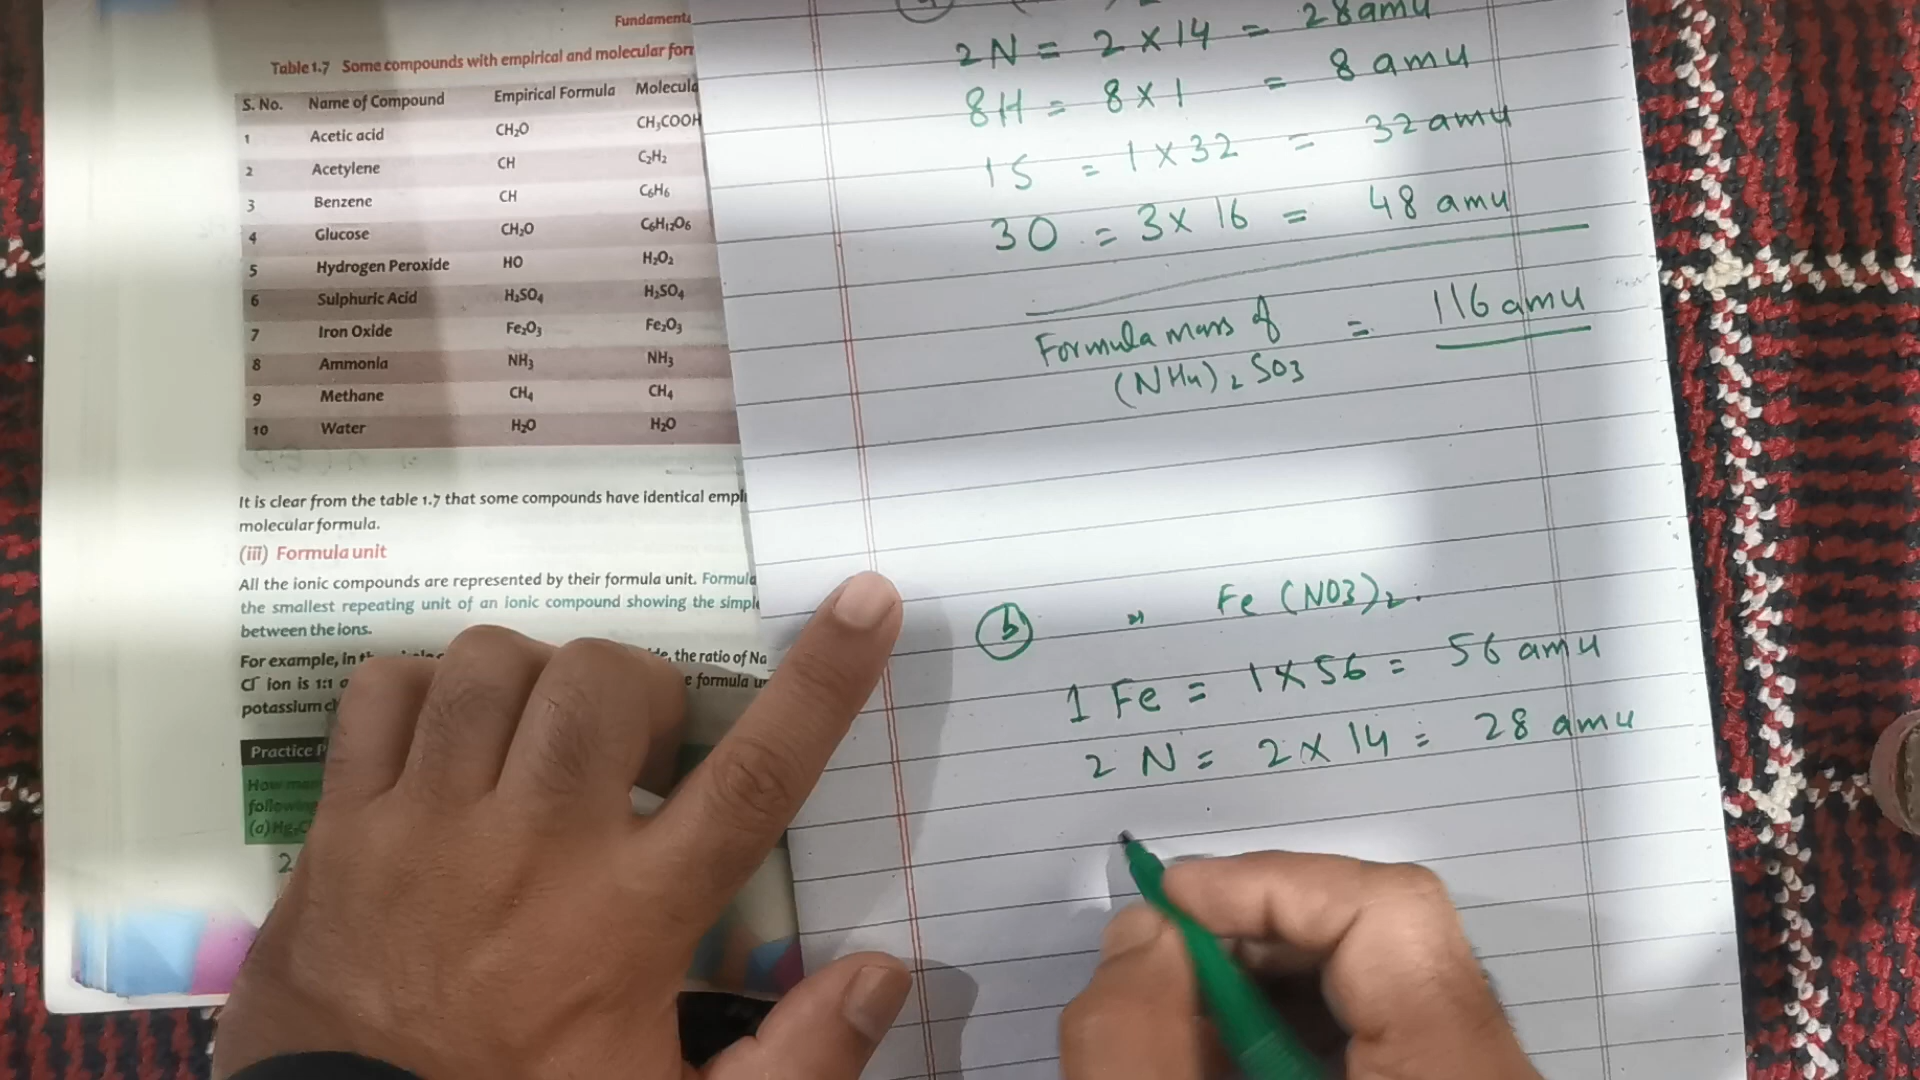 Fundament
Table 1.7 Some compounds with empirical and molecular for
S. No. Name of Compound Empirical Formula Molecul
1 Acetic acid CH₂O CH₃COOH
2 Acetylene CH C₂H₂
3 Benzene CH C₆H₆
4 Glucose CH₂O C₆H₁₂O₆
5 Hydrogen Peroxide HO H₂O₂
6 Sulphuric Acid H₂SO₄ H₂SO₄
7 Iron Oxide Fe₂O₃ Fe₂O₃
8 Ammonia NH₃ NH₃
9 Methane CH₄ CH₄
10 Water H₂O H₂O
It is clear from the table 1.7 that some compounds have identical empi
molecular formula.
(iii) Formula unit
All the ionic compounds are represented by their formula unit. Formula
the smallest repeating unit of an ionic compound showing the simpl
between the ions.
For example, in the ratio of Na
Cl⁻ ion is 1:1 e formula u
potassium c
Practice P
How man
following
(a) Hg₂C
2
2N = 2 × 14 = 28 amu
8H = 8 × 1 = 8 amu
1S = 1 × 32 = 32 amu
3O = 3 × 16 = 48 amu
Formula mass of = 116 amu
(NH₄)₂SO₃
(b) " Fe(NO₃)₂.
1 Fe = 1 × 56 = 56 amu
2 N = 2 × 14 = 28 amu